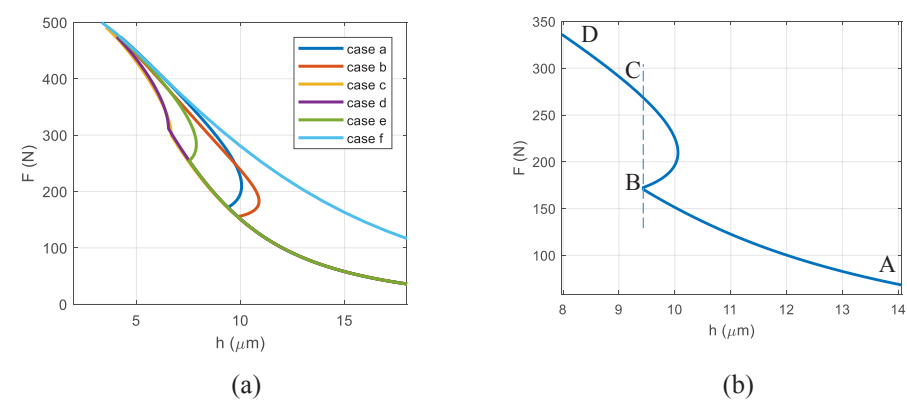 500
400
300
200
100
0
F (N)
5
10
15
h (μm)
case a
case b
case c
case d
case e
case f
(a)
350
300
250
200
150
100
F (N)
D
C
B
A
8
9
10
11
12
13
14
h (μm)
(b)